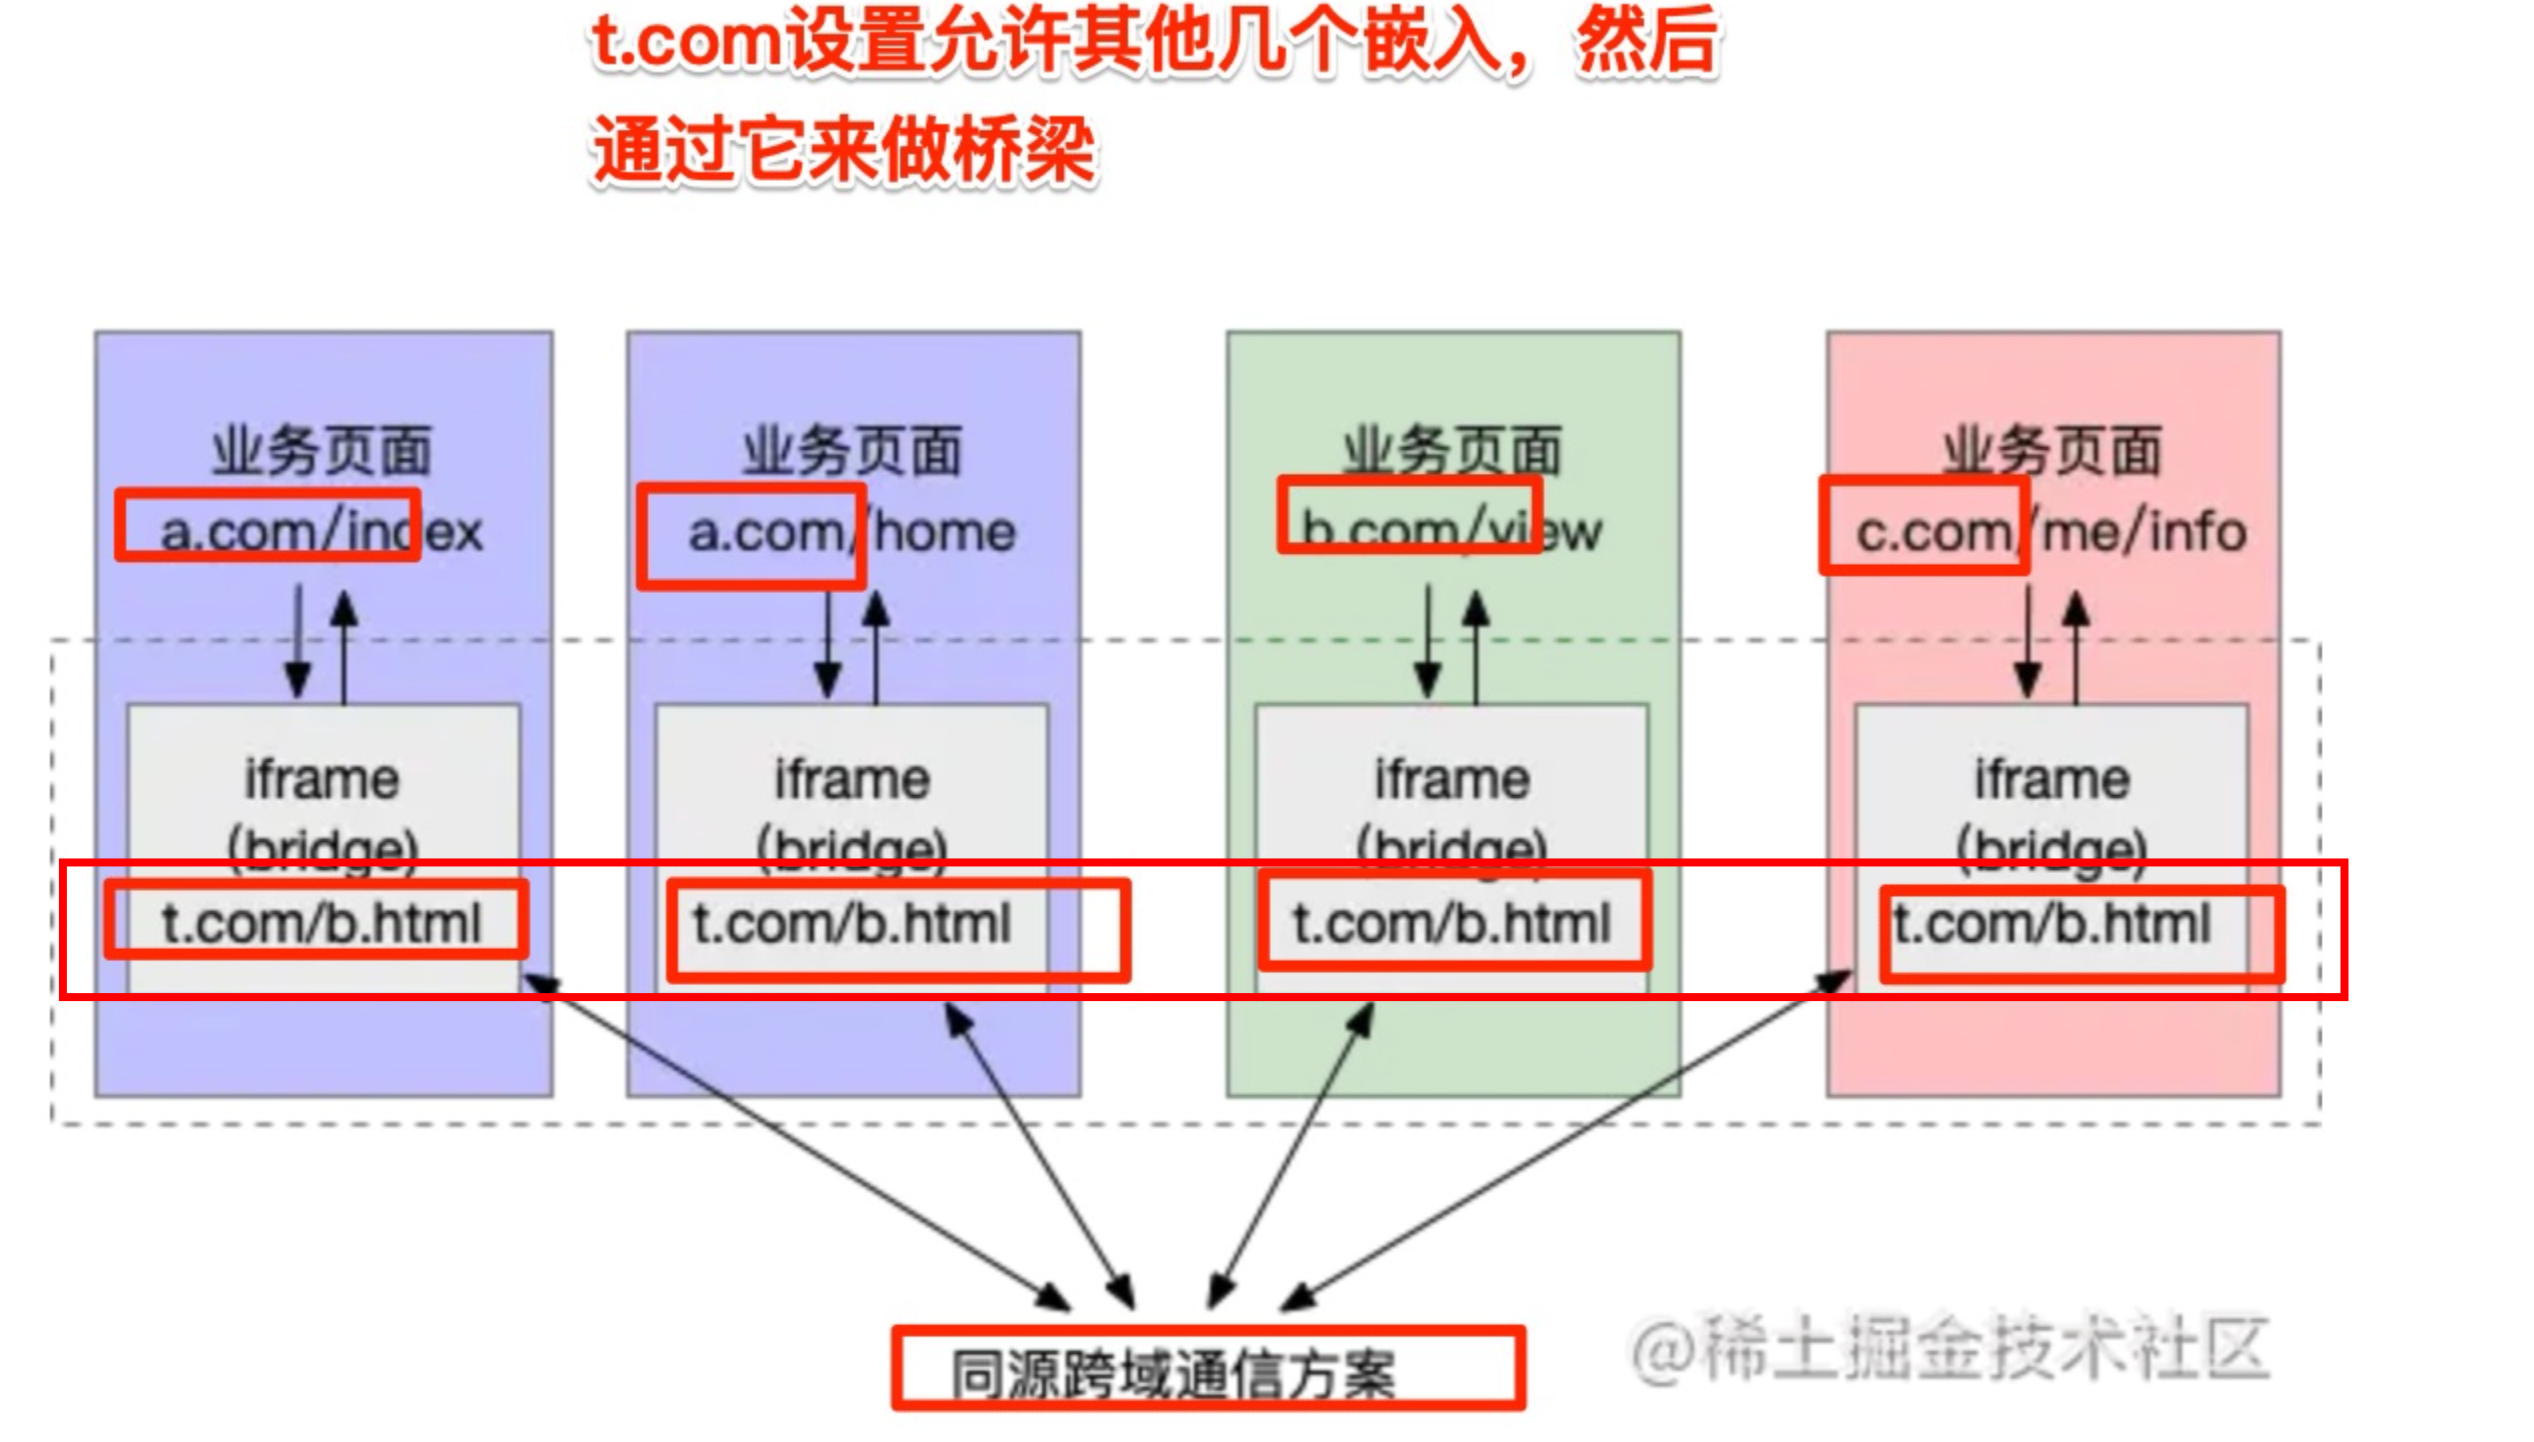 t.com设置允许其他几个嵌入，然后
通过它来做桥梁
业务页面
a.com/index
iframe
(bridge)
t.com/b.html
业务页面
a.com/home
iframe
(bridge)
t.com/b.html
业务页面
b.com/view
iframe
(bridge)
t.com/b.html
业务页面
c.com/me/info
iframe
(bridge)
t.com/b.html
同源跨域通信方案
@稀土掘金技术社区